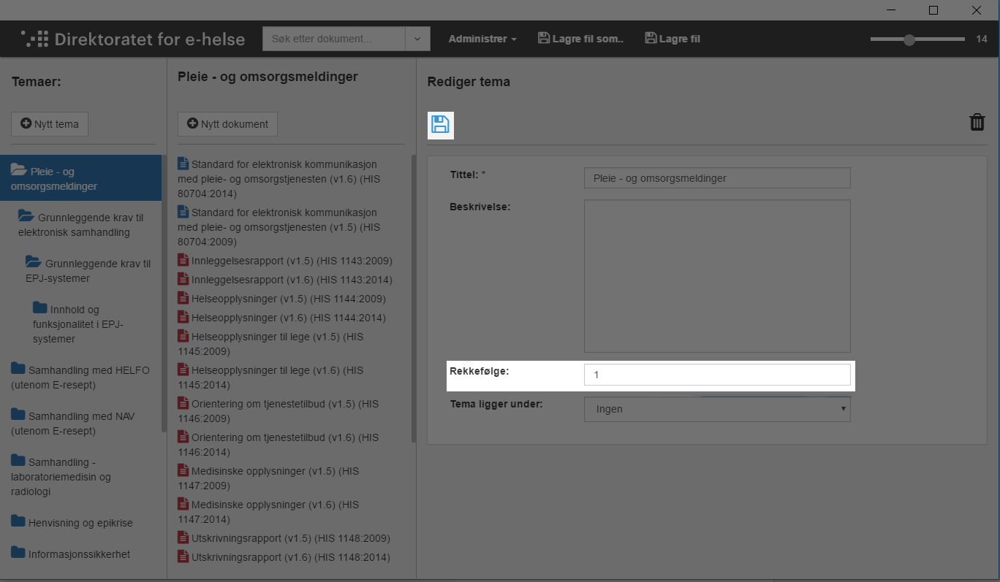 Direktoratet for e-helse
Søk etter dokument...
Administrer
Lagre fil som..
Lagre fil
14
Temaer:
Nytt tema
Pleie - og
omsorgsmeldinger
Grunnleggende krav til
elektronisk samhandling
Grunnleggende krav til
EPJ-systemer
Innhold og
funksjonalitet i EPJ-
systemer
Samhandling med HELFO
(utenom E-resept)
Samhandling med NAV
(utenom E-resept)
Samhandling -
laboratoriemedisin og
radiologi
Henvisning og epikrise
Informasjonssikkerhet
Pleie - og omsorgsmeldinger
Nytt dokument
Standard for elektronisk kommunikasjon
med pleie- og omsorgstjenesten (v1.6) (HIS
80704:2014)
Standard for elektronisk kommunikasjon
med pleie- og omsorgstjenesten (v1.5) (HIS
80704:2009)
Innleggelsesrapport (v1.5) (HIS 1143:2009)
Innleggelsesrapport (v1.6) (HIS 1143:2014)
Helseopplysninger (v1.5) (HIS 1144:2009)
Helseopplysninger (v1.6) (HIS 1144:2014)
Helseopplysninger til lege (v1.5) (HIS
1145:2009)
Helseopplysninger til lege (v1.6) (HIS
1145:2014)
Orientering om tjenestetilbud (v1.5) (HIS
1146:2009)
Orientering om tjenestetilbud (v1.6) (HIS
1146:2014)
Medisinske opplysninger (v1.5) (HIS
1147:2009)
Medisinske opplysninger (v1.6) (HIS
1147:2014)
Utskrivningsrapport (v1.5) (HIS 1148:2009)
Utskrivningsrapport (v1.6) (HIS 1148:2014)
Rediger tema
Tittel: *
Pleie - og omsorgsmeldinger
Beskrivelse:
Rekkefølge:
1
Tema ligger under:
Ingen